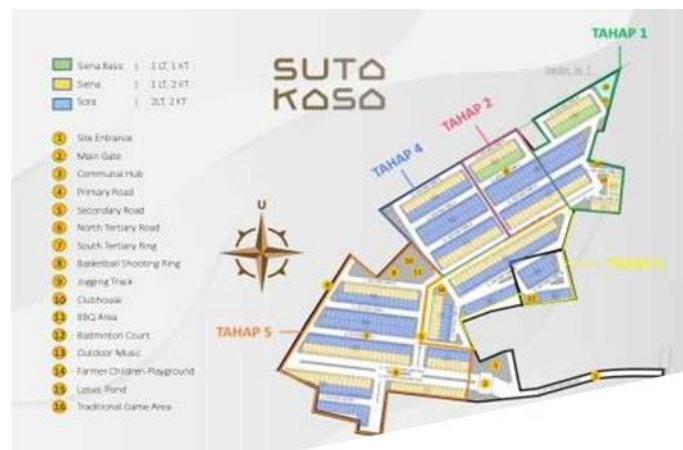 SUTO
KOSO
Siena Basic | 1 LT, 1 KT
Siena | 1 LT, 2 KT
Sora | 2LT, 2 KT
1 Site Entrance
2 Main Gate
3 Communal Hub
4 Primary Road
5 Secondary Road
6 North Tertiary Road
7 South Tertiary Ring
8 Basketball Shooting Ring
9 Jogging Track
10 Clubhouse
11 BBQ Area
12 Badminton Court
13 Outdoor Music
14 Farmer Children Playground
15 Lotus Pond
16 Traditional Game Area
U
TAHAP 1
TAHAP 2
TAHAP 4
TAHAP 5